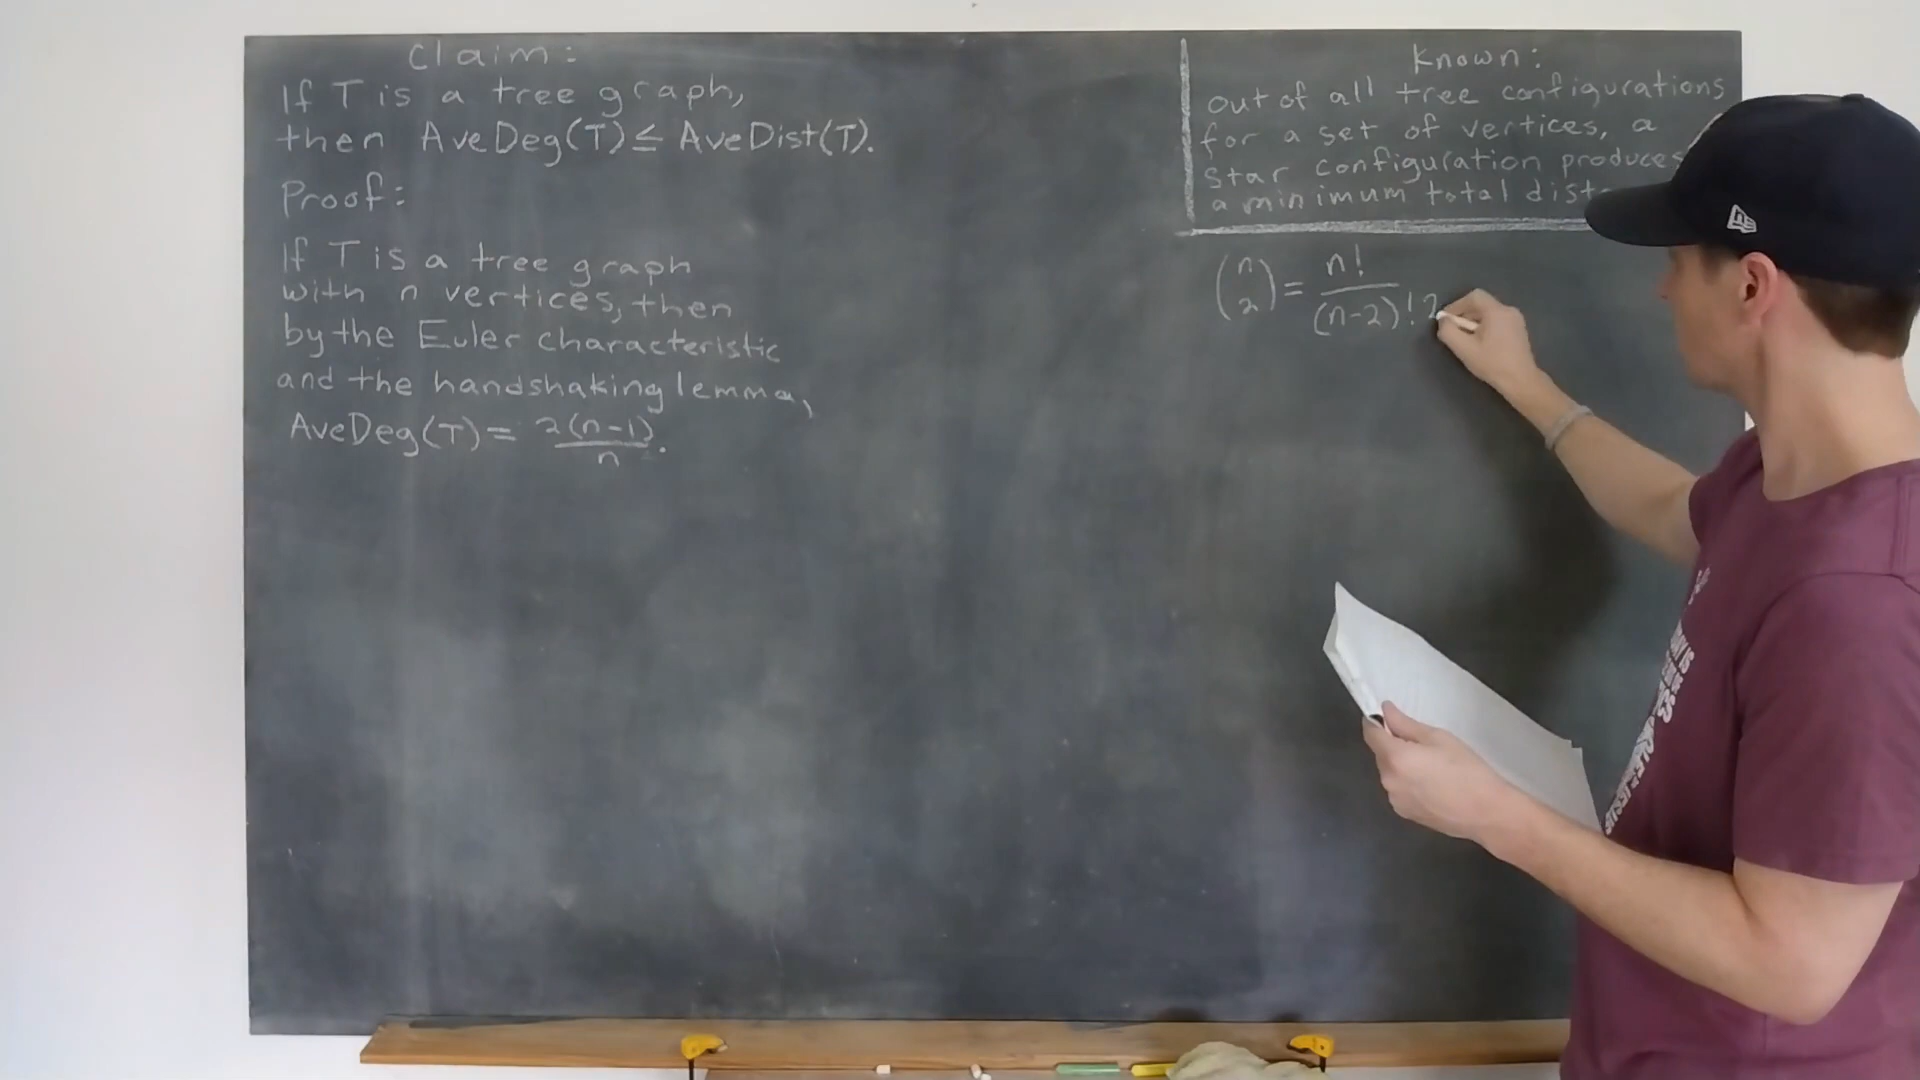 Claim:
If T is a tree graph,
then AveDeg(T) ≤ AveDist(T).
Proof:
If T is a tree graph
with n vertices, then
by the Euler characteristic
and the handshaking lemma,
AveDeg(T) = 2(n-1)/n.
Known:
out of all tree configurations
for a set of vertices, a
star configuration produces
a minimum total
(n 2) = n!/(n-2)!2